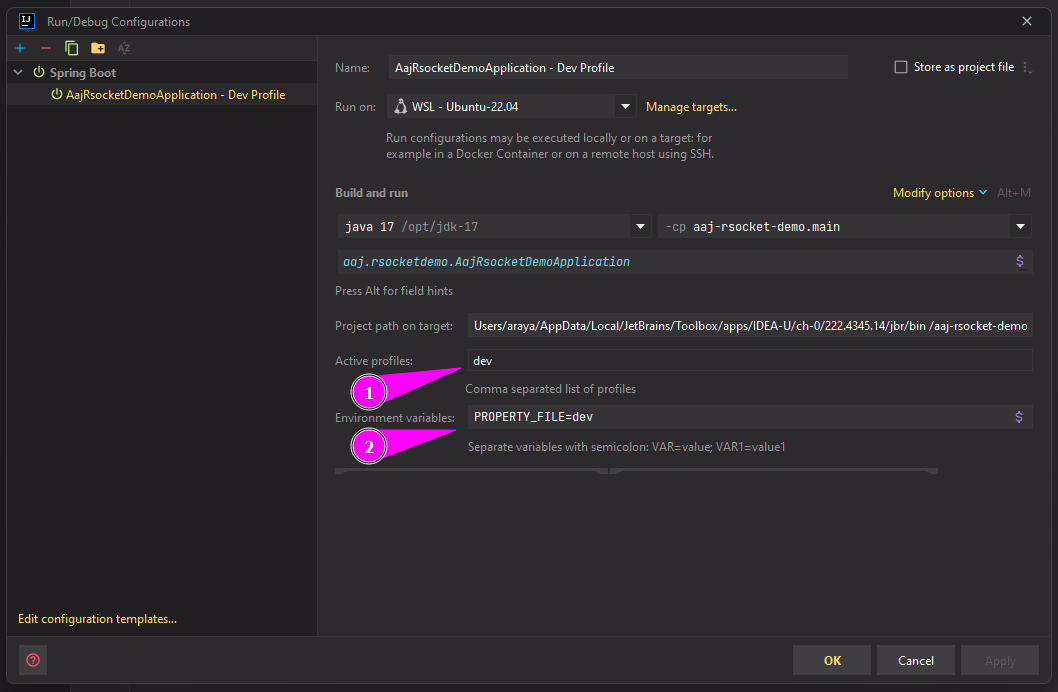 Run/Debug Configurations
Spring Boot
AajRsocketDemoApplication - Dev Profile
Edit configuration templates...
Name: AajRsocketDemoApplication - Dev Profile
Store as project file
Run on: WSL - Ubuntu-22.04 Manage targets...
Run configurations may be executed locally or on a target: for
example in a Docker Container or on a remote host using SSH.
Build and run Modify options Alt+M
java 17 /opt/jdk-17 -cp aaj-rsocket-demo.main
aaj.rsocketdemo.AajRsocketDemoApplication $
Press Alt for field hints
Project path on target: Users/araya/AppData/Local/JetBrains/Toolbox/apps/IDEA-U/ch-0/222.4345.14/jbr/bin /aaj-rsocket-demo
Active profiles: dev
1
Comma separated list of profiles
Environment variables: PROPERTY_FILE=dev $
2
Separate variables with semicolon: VAR=value; VAR1=value1
? OK Cancel Apply